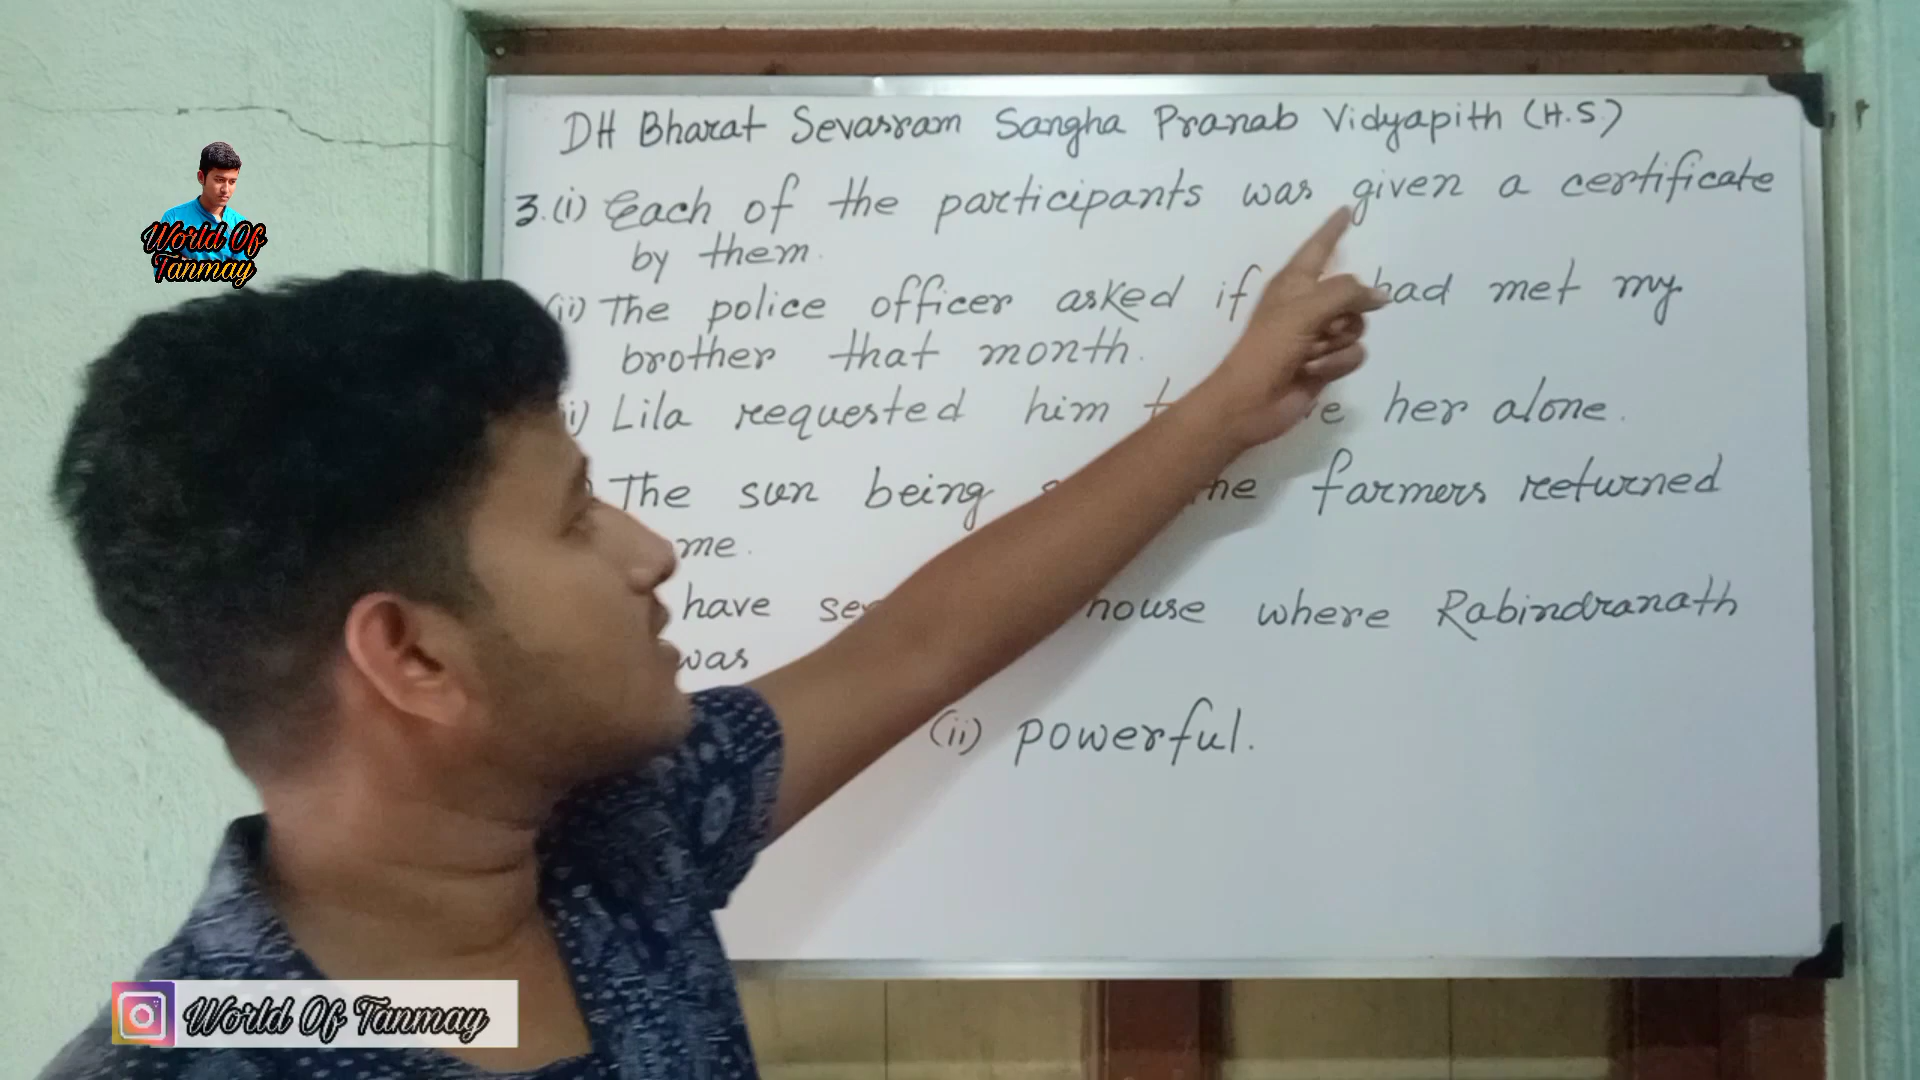 DH Bharat Sevasram Sangha Pranab Vidyapith (H.S.)
3. (i) Each of the participants was given a certificate
by them.
(ii) The police officer asked if had met my
brother that month.
Lila requested him her alone.
The sun being farmers returned
have house where Rabindranath
was
(ii) powerful.
World Of
Tanmay
World Of Tanmay